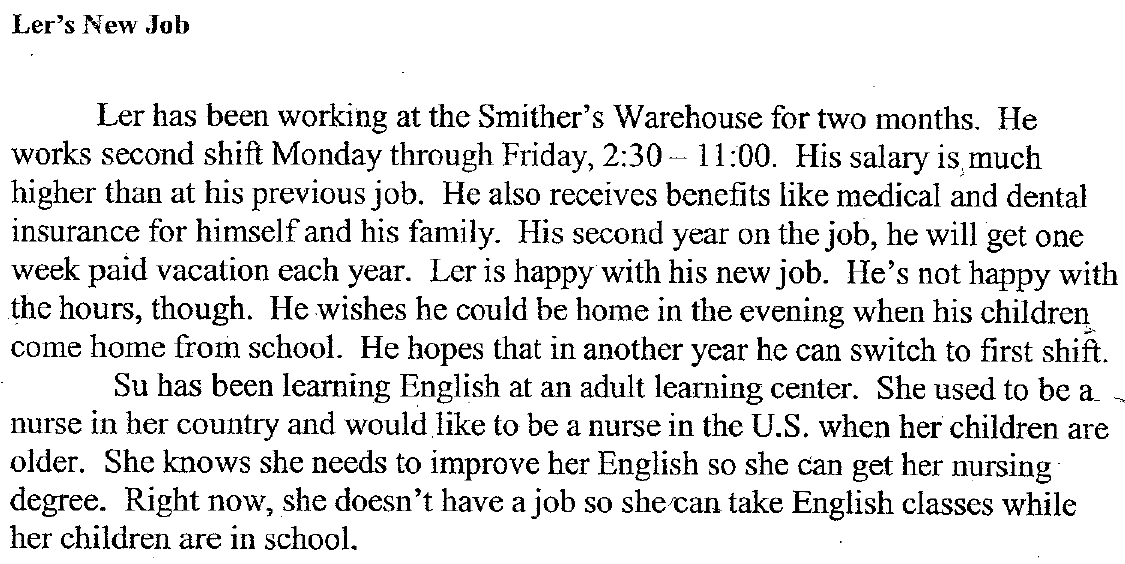 Ler's New Job
Ler has been working at the Smither's Warehouse for two months. He
works second shift Monday through Friday, 2:30 – 11:00. His salary is much
higher than at his previous job. He also receives benefits like medical and dental
insurance for himself and his family. His second year on the job, he will get one
week paid vacation each year. Ler is happy with his new job. He's not happy with
the hours, though. He wishes he could be home in the evening when his children
come home from school. He hopes that in another year he can switch to first shift.
Su has been learning English at an adult learning center. She used to be a
nurse in her country and would like to be a nurse in the U.S. when her children are
older. She knows she needs to improve her English so she can get her nursing
degree. Right now, she doesn't have a job so she can take English classes while
her children are in school.